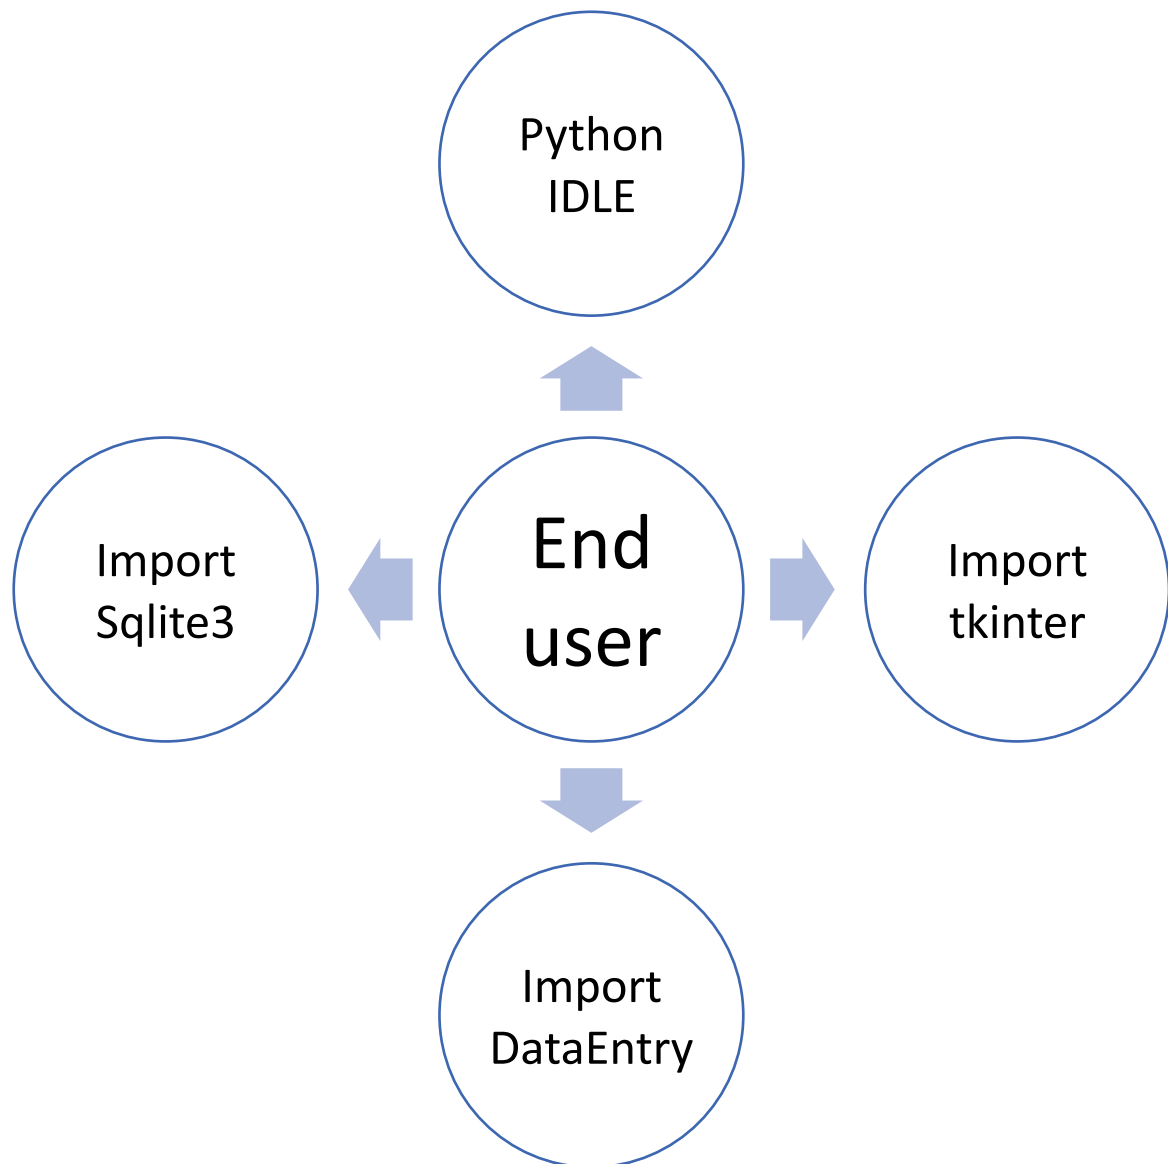 Python
IDLE
Import
Sqlite3
End
user
Import
tkinter
Import
DataEntry